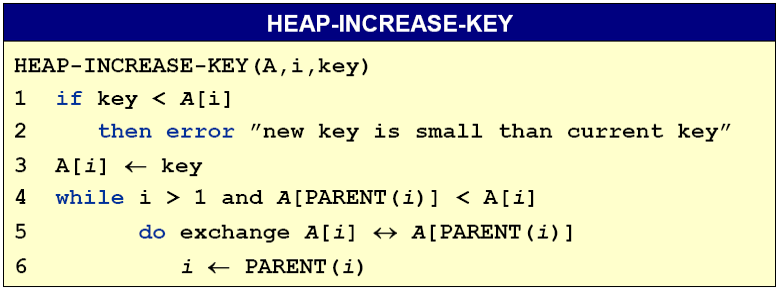 HEAP-INCREASE-KEY
HEAP-INCREASE-KEY(A,i,key)
1 if key < A[i]
2 then error ″new key is small than current key″
3 A[i] ← key
4 while i > 1 and A[PARENT(i)] < A[i]
5 do exchange A[i] ↔ A[PARENT(i)]
6 i ← PARENT(i)